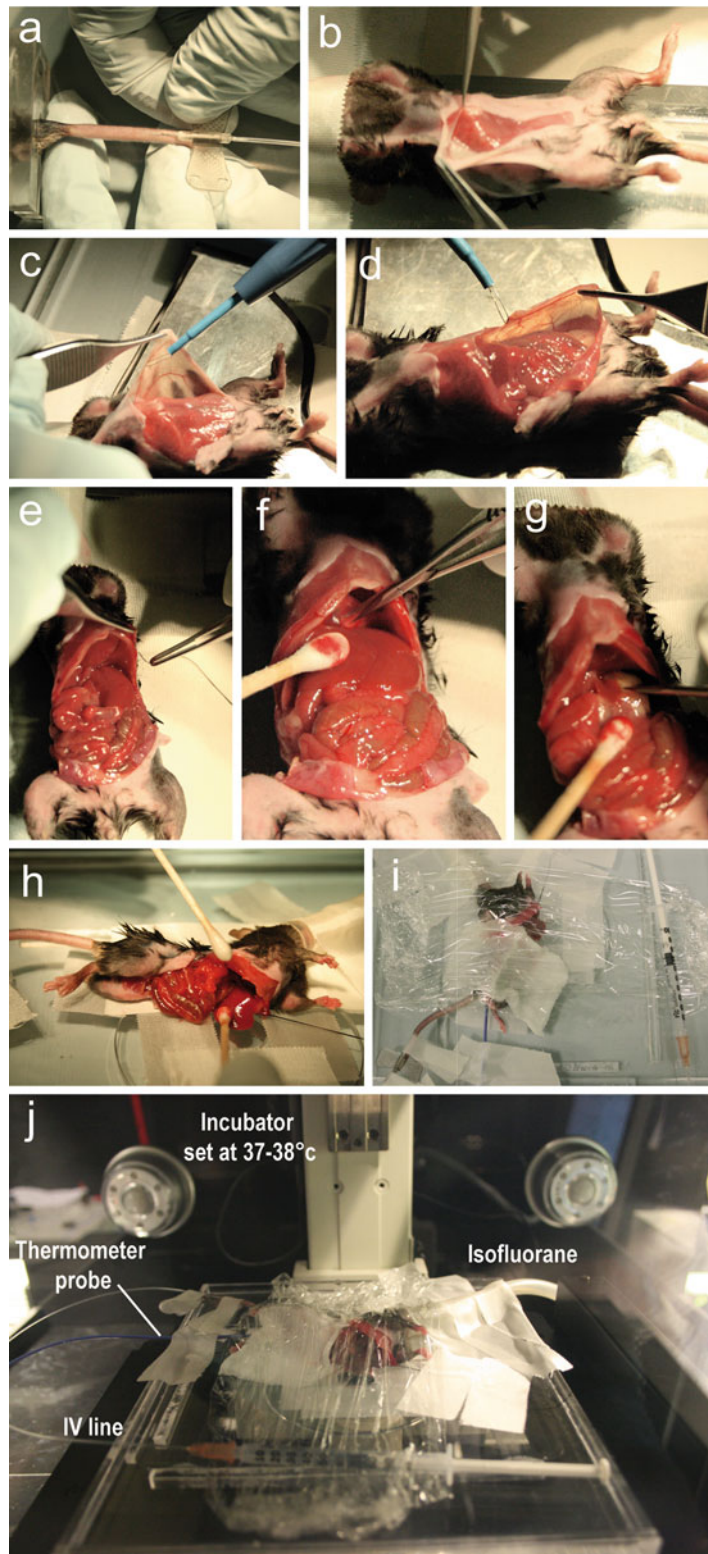 a
b
c
d
e
f
g
h
i
j
Incubator
set at 37-38°c
Thermometer
probe
Isofluorane
IV line